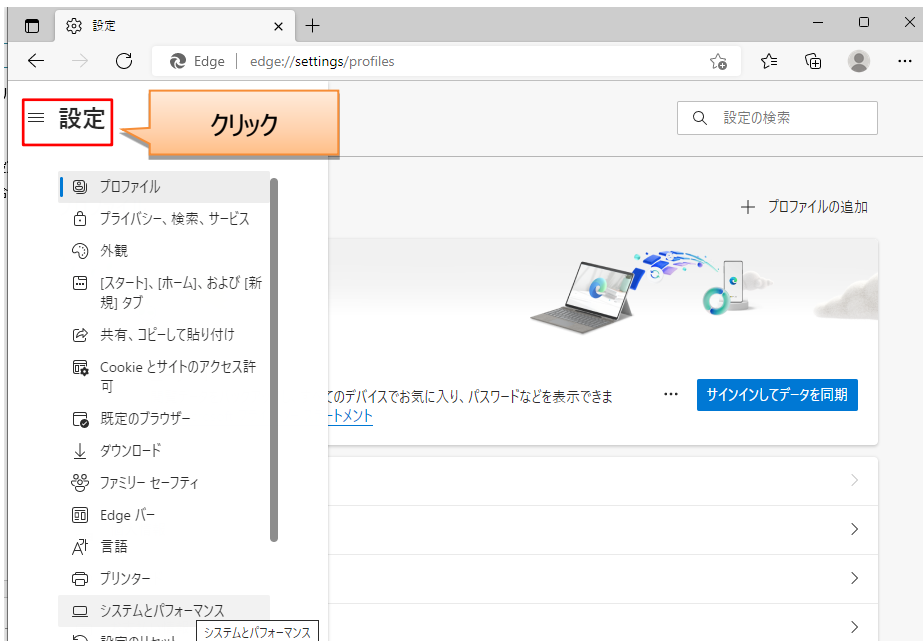 設定
Edge
edge://settings/profiles
設定
クリック
設定の検索
プロファイル
プライバシー、検索、サービス
外観
[スタート]、[ホーム]、および [新
規] タブ
共有、コピーして貼り付け
Cookie とサイトのアクセス許
可
既定のブラウザー
ダウンロード
ファミリー セーフティ
Edge バー
言語
プリンター
システムとパフォーマンス
設定のリセット
システムとパフォーマンス
プロファイルの追加
てのデバイスでお気に入り、パスワードなどを表示できま
ートメント
サインインしてデータを同期